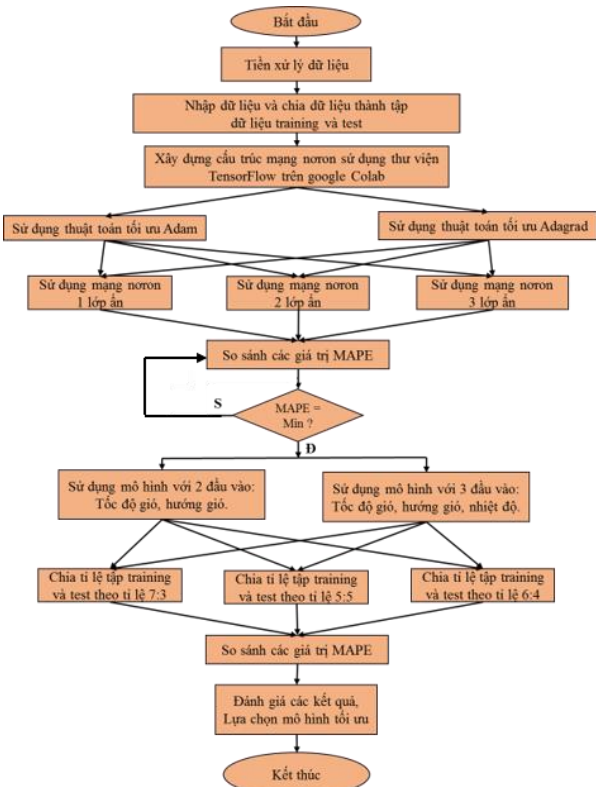 Bắt đầu
Tiền xử lý dữ liệu
Nhập dữ liệu và chia dữ liệu thành tập
dữ liệu training và test
Xây dựng cấu trúc mạng nơron sử dụng thư viện
TensorFlow trên google Colab
Sử dụng thuật toán tối ưu Adam
Sử dụng thuật toán tối ưu Adagrad
Sử dụng mạng nơron
1 lớp ẩn
Sử dụng mạng nơron
2 lớp ẩn
Sử dụng mạng nơron
3 lớp ẩn
So sánh các giá trị MAPE
S
MAPE =
Min ?
Đ
Sử dụng mô hình với 2 đầu vào:
Tốc độ gió, hướng gió.
Sử dụng mô hình với 3 đầu vào:
Tốc độ gió, hướng gió, nhiệt độ.
Chia tỉ lệ tập training
và test theo tỉ lệ 7:3
Chia tỉ lệ tập training
và test theo tỉ lệ 5:5
Chia tỉ lệ tập training
và test theo tỉ lệ 6:4
So sánh các giá trị MAPE
Đánh giá các kết quả,
Lựa chọn mô hình tối ưu
Kết thúc